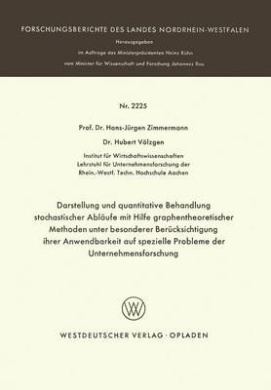 FORSCHUNGSBERICHTE DES LANDES NORDRHEIN-WESTFALEN
Herausgegeben
im Auftrage des Ministerpräsidenten Heinz Kühn
vom Minister für Wissenschaft und Forschung Johannes Rau
Nr. 2225
Prof. Dr. Hans-Jürgen Zimmermann
Dr. Hubert Völzgen
Institut für Wirtschaftswissenschaften
Lehrstuhl für Unternehmensforschung der
Rhein.-Westf. Techn. Hochschule Aachen
Darstellung und quantitative Behandlung
stochastischer Abläufe mit Hilfe graphentheoretischer
Methoden unter besonderer Berücksichtigung
ihrer Anwendbarkeit auf spezielle Probleme der
Unternehmensforschung
WESTDEUTSCHER VERLAG · OPLADEN